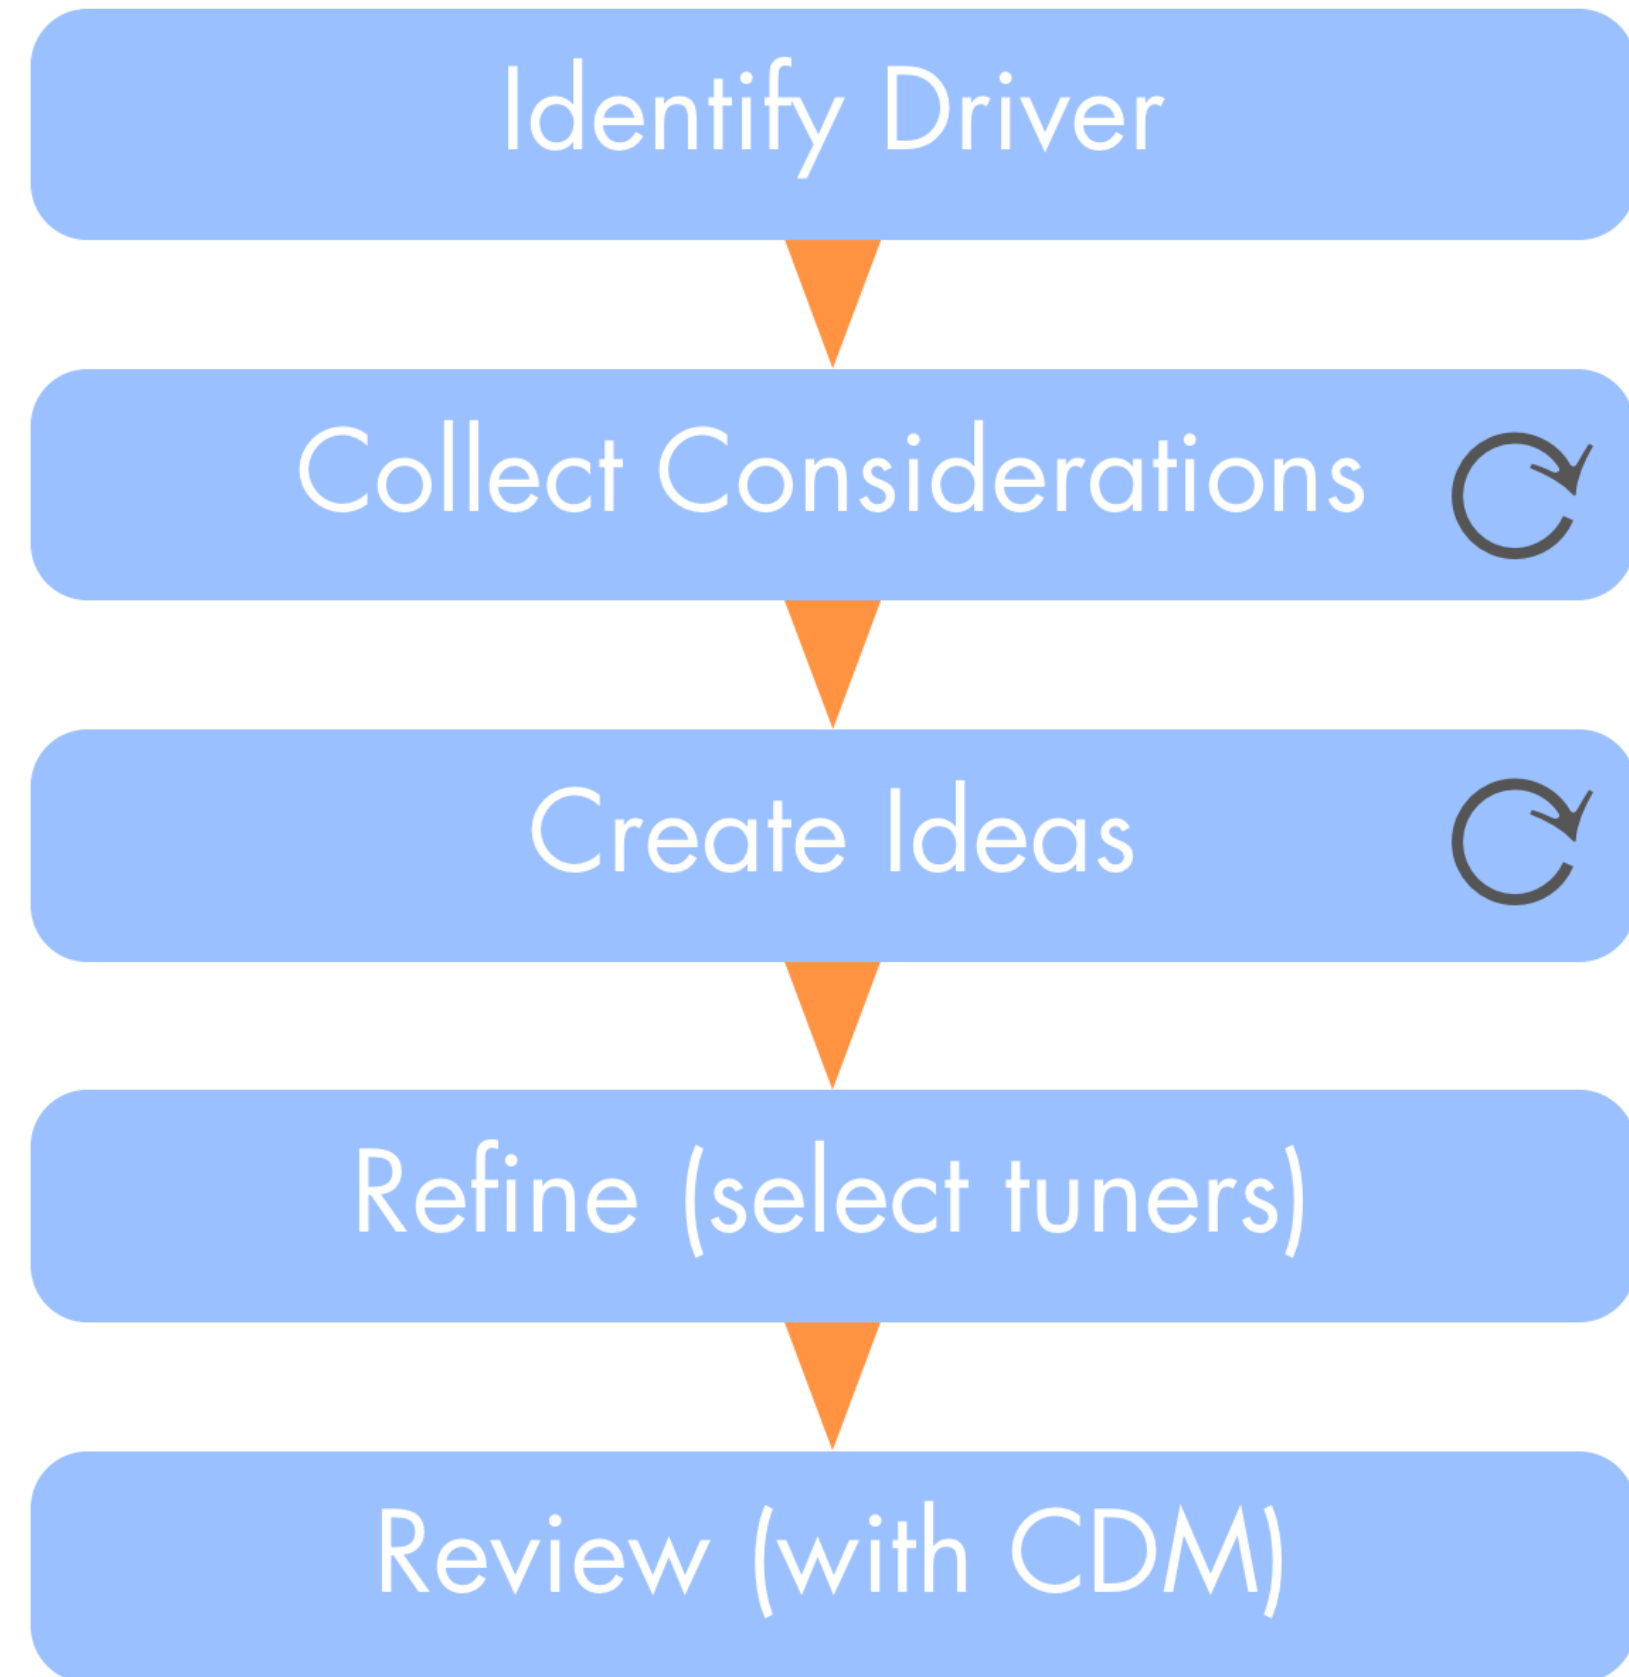 Identify Driver
Collect Considerations
Create Ideas
Refine (select tuners)
Review (with CDM)